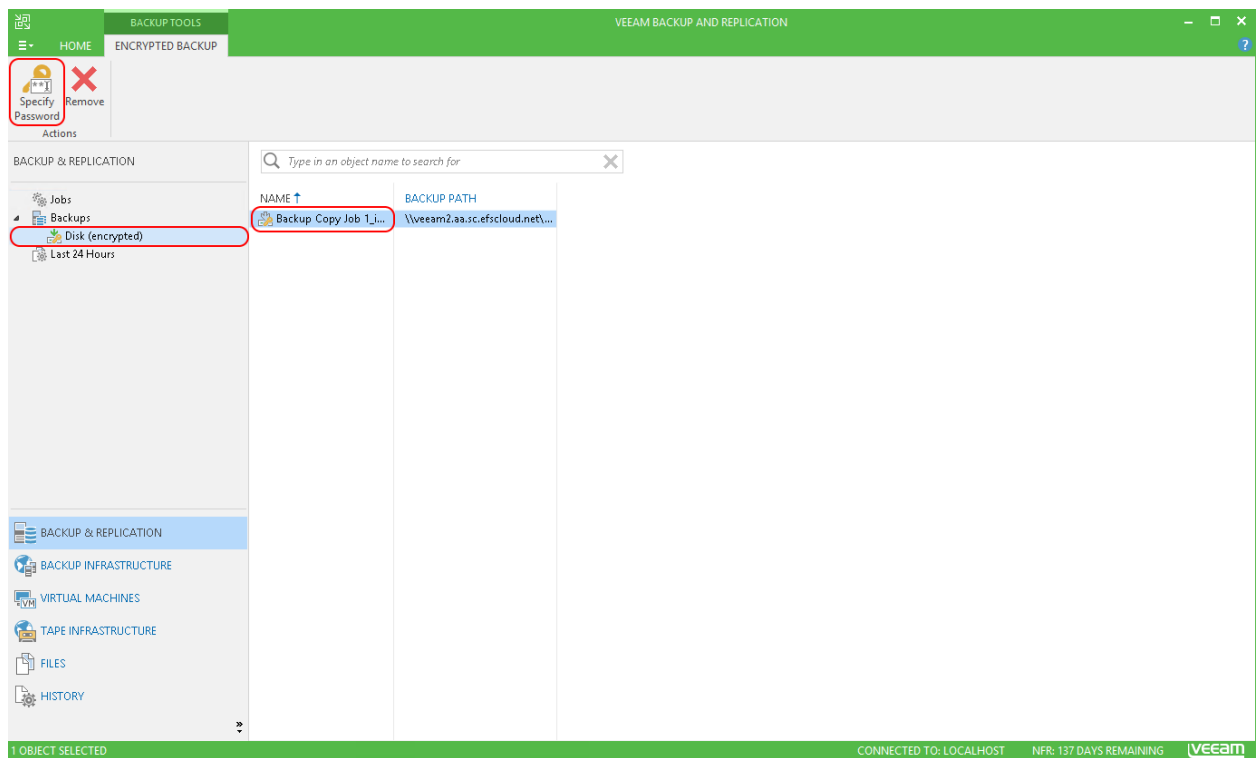 BACKUP TOOLS
VEEAM BACKUP AND REPLICATION
HOME
ENCRYPTED BACKUP
?
**I
Specify
Password
Remove
Actions
BACKUP & REPLICATION
Type in an object name to search for
Jobs
Backups
Disk (encrypted)
Last 24 Hours
NAME
BACKUP PATH
Backup Copy Job 1_i...
\\veeam2.aa.sc.efscloud.net\...
BACKUP & REPLICATION
BACKUP INFRASTRUCTURE
VM
VIRTUAL MACHINES
TAPE INFRASTRUCTURE
FILES
HISTORY
»
1 OBJECT SELECTED
CONNECTED TO: LOCALHOST
NFR: 137 DAYS REMAINING
veeam